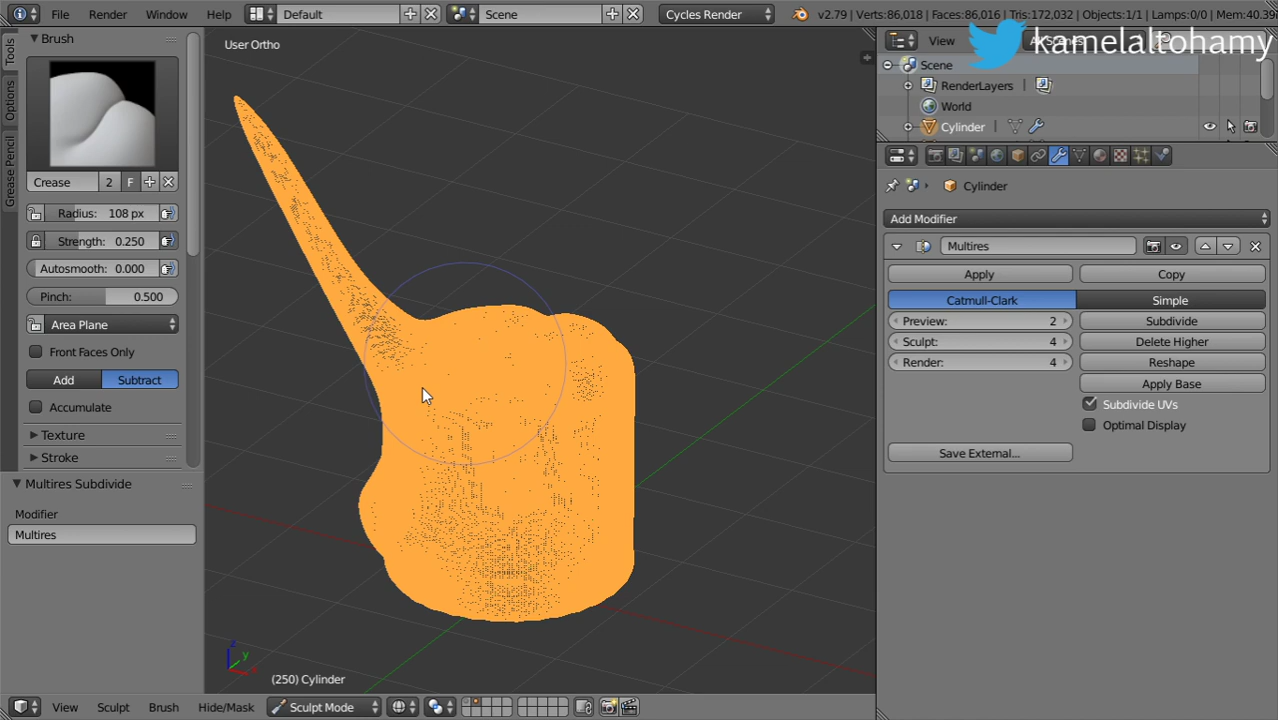 File Render Window Help Default Scene Cycles Render v2.79 | Verts:86,018 | Faces:86,016 | Tris:172,032 | Objects:1/1 | Lamps:0/0 | Mem:40.39
Brush
User Ortho
View
kamelaltohamy
Tools
Options
Grease Pencil
Scene
RenderLayers
World
Cylinder
Crease 2 F
Cylinder
Radius: 108 px
Add Modifier
Strength: 0.250
Multires
Autosmooth: 0.000
Apply Copy
Pinch: 0.500
Catmull-Clark Simple
Area Plane
Preview: 2 Subdivide
Sculpt: 4 Delete Higher
Front Faces Only
Render: 4 Reshape
Add Subtract
Apply Base
Accumulate
Subdivide UVs
Texture
Optimal Display
Stroke
Save External...
Multires Subdivide
Modifier
Multires
z
y
x
(250) Cylinder
View Sculpt Brush Hide/Mask Sculpt Mode